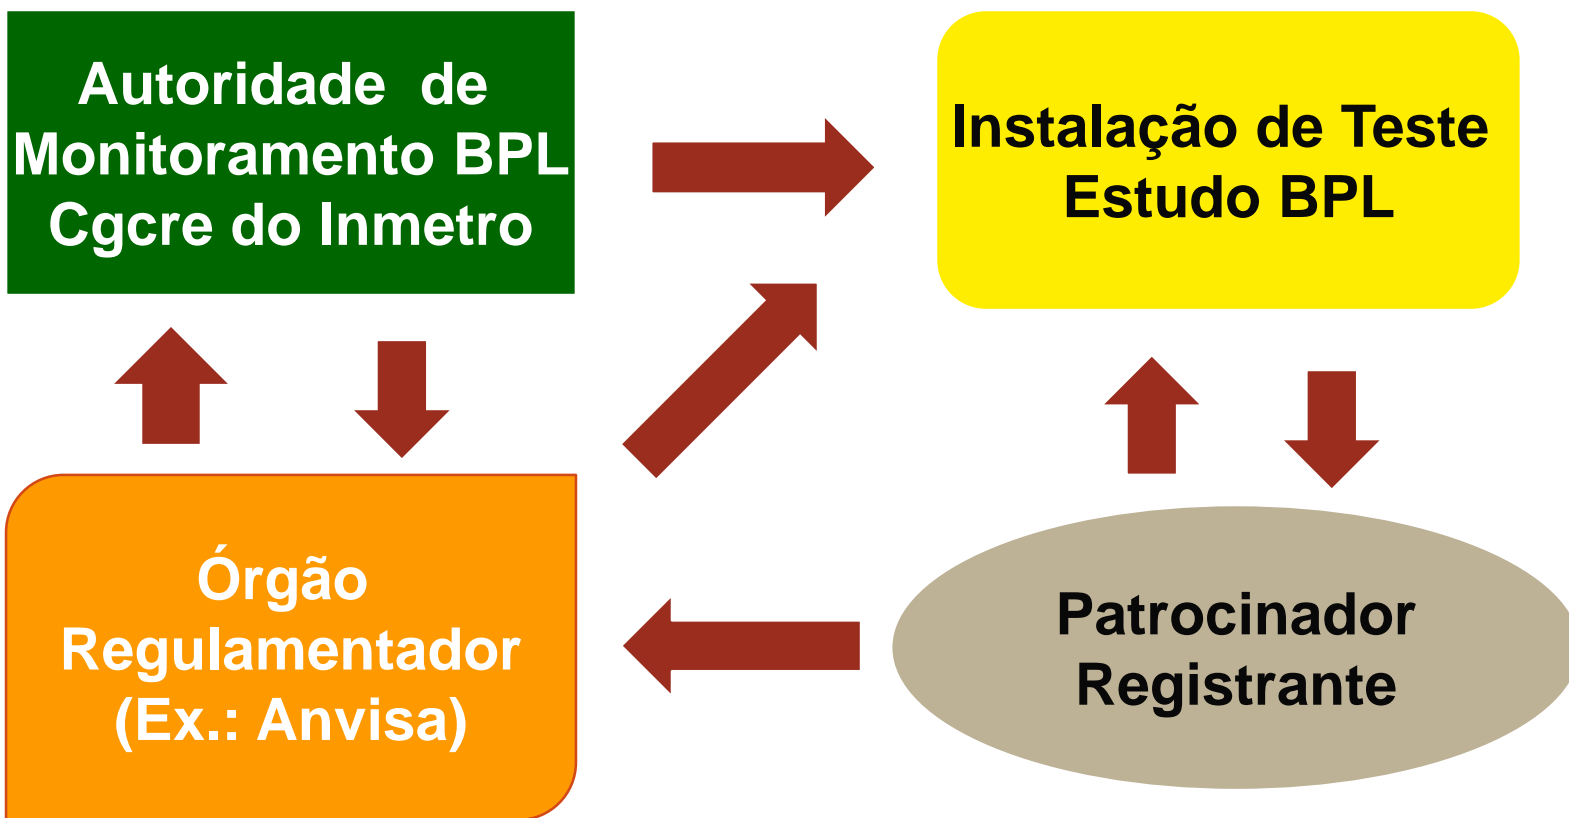 Autoridade de
Monitoramento BPL
Cgcre do Inmetro
Instalação de Teste
Estudo BPL
Órgão
Regulamentador
(Ex.: Anvisa)
Patrocinador
Registrante